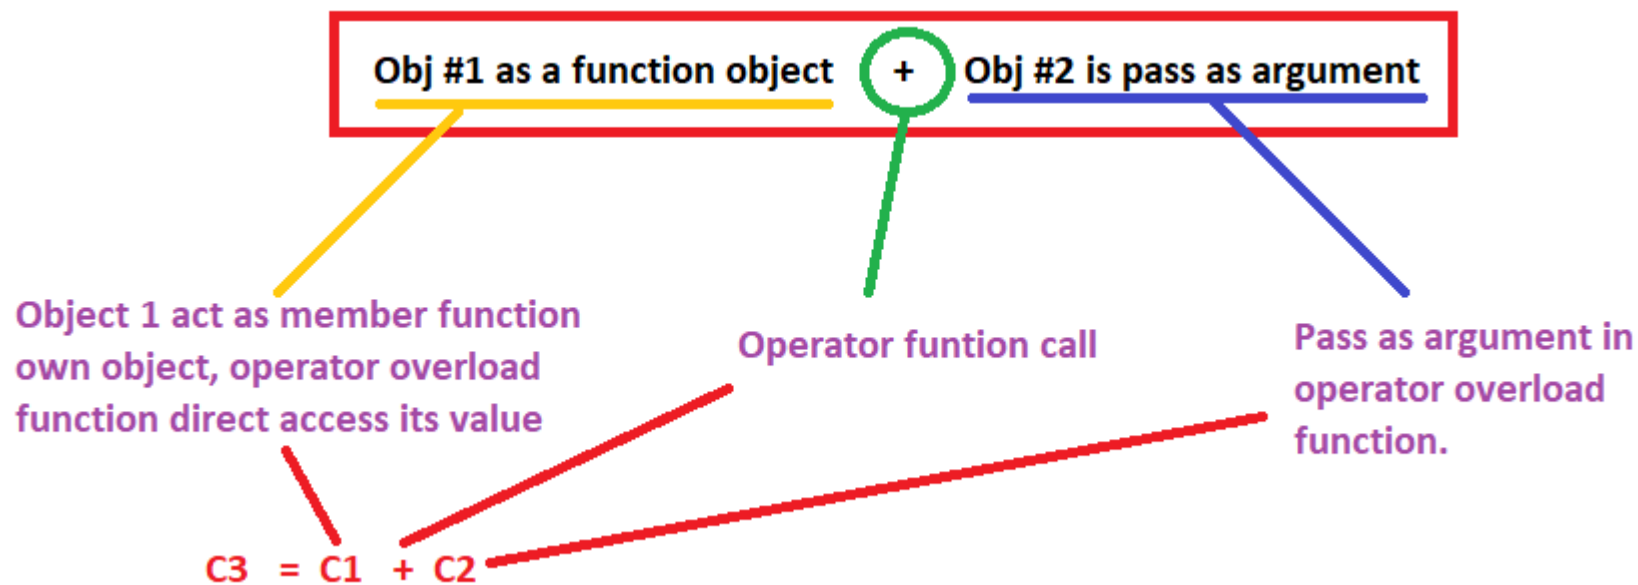 Obj #1 as a function object + Obj #2 is pass as argument
Object 1 act as member function
own object, operator overload
function direct access its value
Operator funtion call
Pass as argument in
operator overload
function.
C3 = C1 + C2